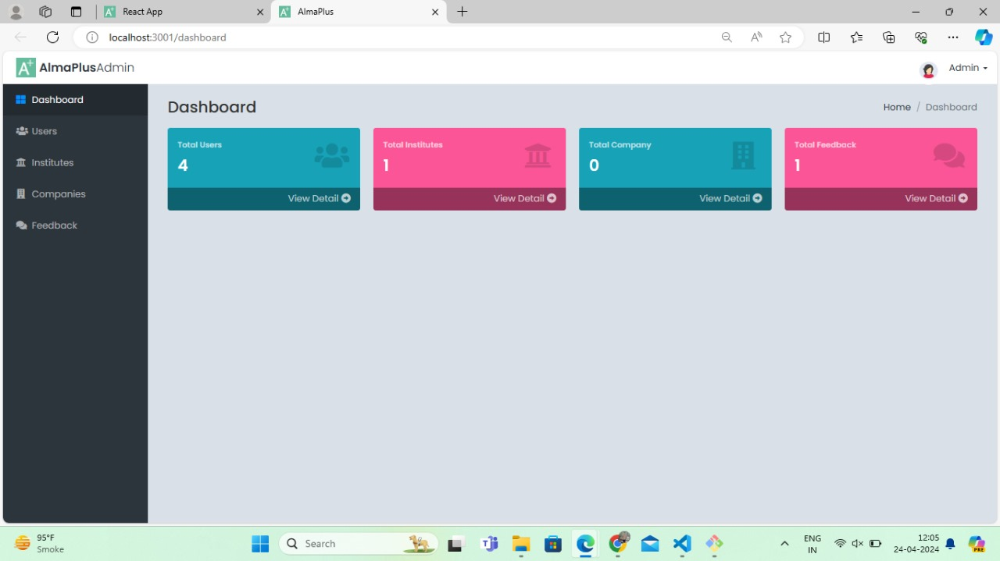 React App
AlmaPlus
localhost:3001/dashboard
A+ AlmaPlusAdmin
Admin
Dashboard
Users
Institutes
Companies
Feedback
Dashboard
Home / Dashboard
Total Users
4
View Detail
Total Institutes
1
View Detail
Total Company
0
View Detail
Total Feedback
1
View Detail
95°F
Smoke
Search
ENG
IN
12:05
24-04-2024
PRE